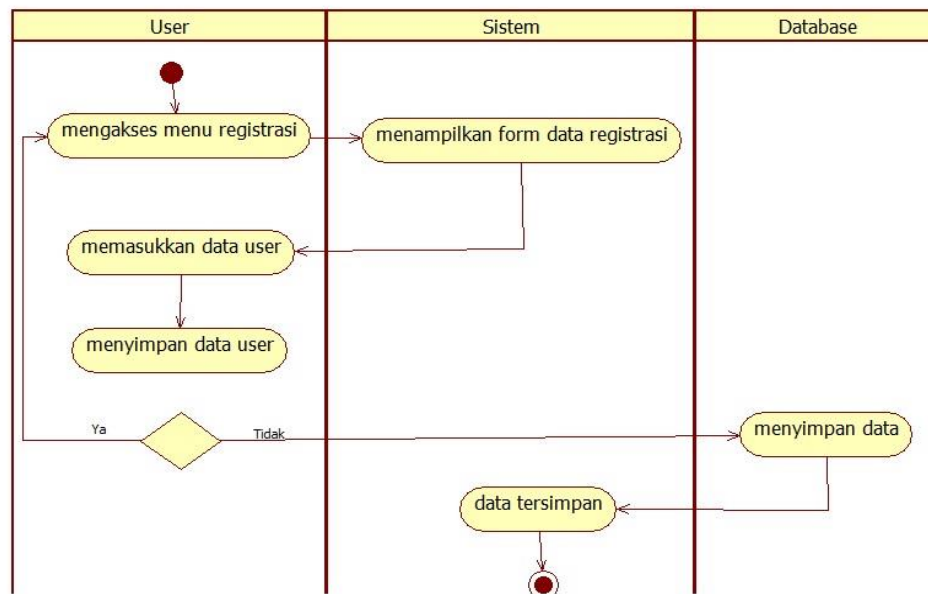 User
Sistem
Database
mengakses menu registrasi
menampilkan form data registrasi
memasukkan data user
menyimpan data user
Ya
Tidak
menyimpan data
data tersimpan